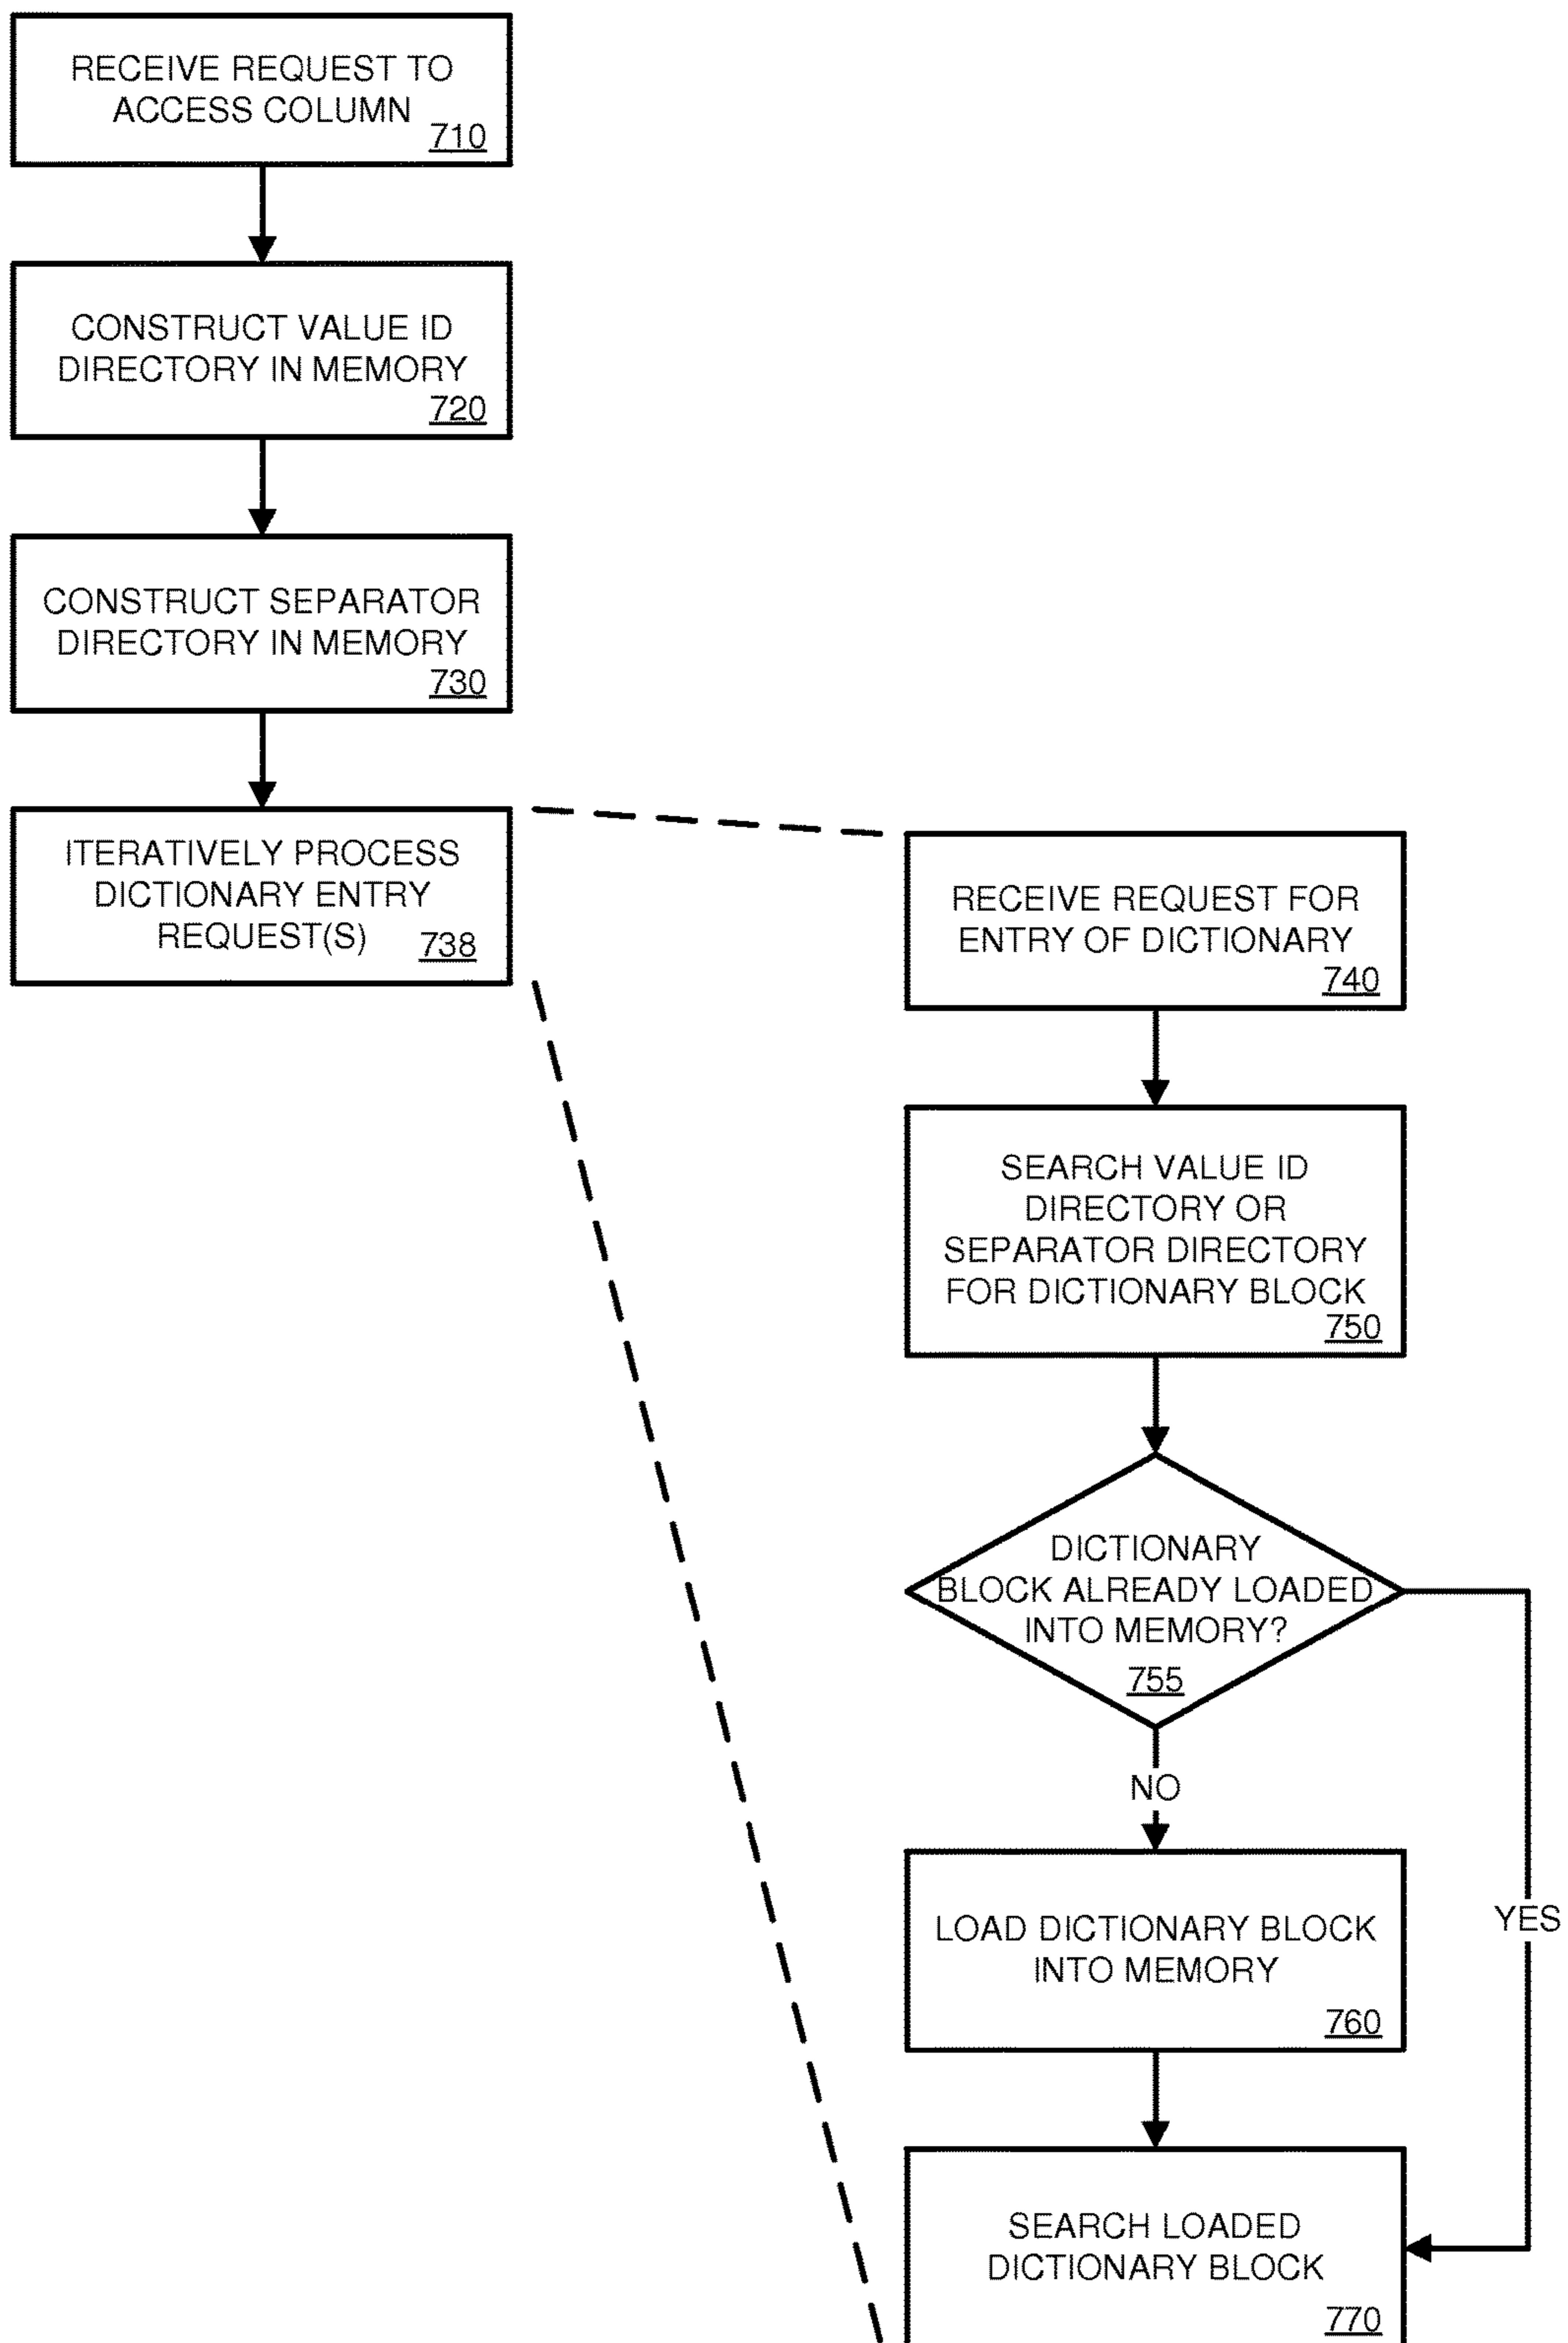 RECEIVE REQUEST TO
ACCESS COLUMN
710
CONSTRUCT VALUE ID
DIRECTORY IN MEMORY
720
CONSTRUCT SEPARATOR
DIRECTORY IN MEMORY
730
ITERATIVELY PROCESS
DICTIONARY ENTRY
REQUEST(S)
738
RECEIVE REQUEST FOR
ENTRY OF DICTIONARY
740
SEARCH VALUE ID
DIRECTORY OR
SEPARATOR DIRECTORY
FOR DICTIONARY BLOCK
750
DICTIONARY
BLOCK ALREADY LOADED
INTO MEMORY?
755
NO
YES
LOAD DICTIONARY BLOCK
INTO MEMORY
760
SEARCH LOADED
DICTIONARY BLOCK
770